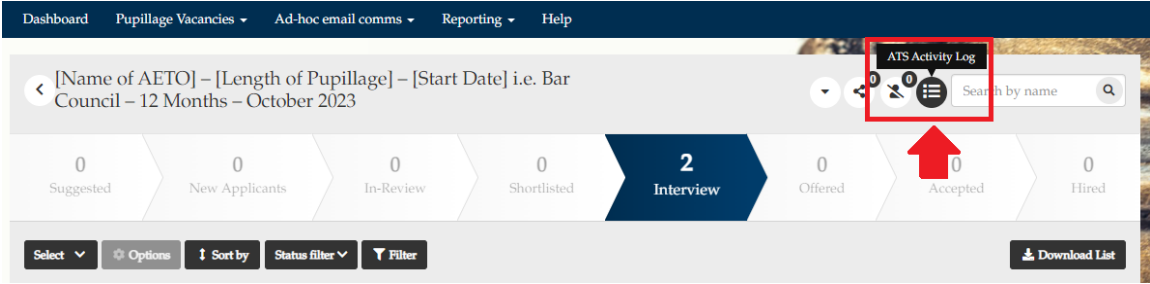 Dashboard Pupillage Vacancies Ad-hoc email comms Reporting Help
ATS Activity Log
[Name of AETO] – [Length of Pupillage] – [Start Date] i.e. Bar
Council – 12 Months – October 2023
0 0
Search by name
0 0 0 0 2 0 0 0
Suggested New Applicants In-Review Shortlisted Interview Offered Accepted Hired
Select Options Sort by Status filter Filter Download List